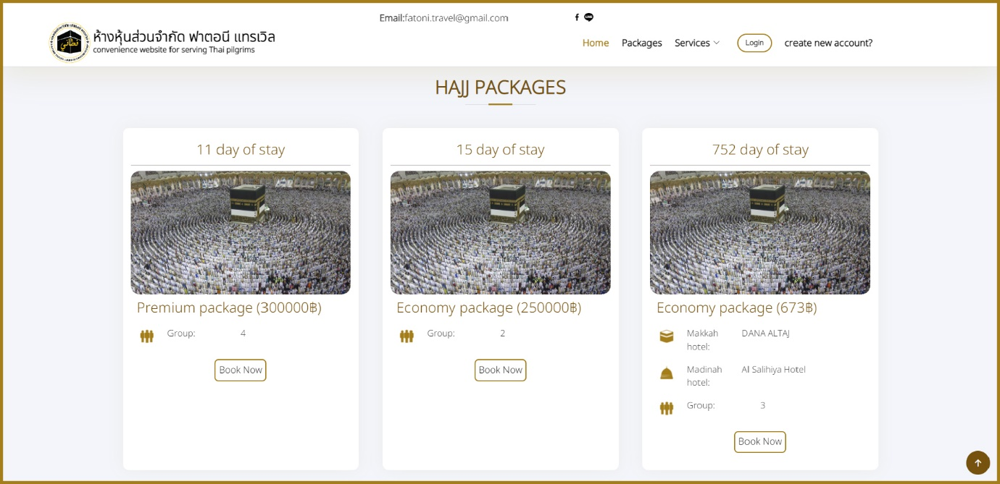 Email:fatoni.travel@gmail.com
ห้างหุ้นส่วนจำกัด ฟาตอนี แทรเวิล
convenience website for serving Thai pilgrims
Home Packages Services Login create new account?
HAJJ PACKAGES
11 day of stay
Premium package (300000฿)
Group: 4
Book Now
15 day of stay
Economy package (250000฿)
Group: 2
Book Now
752 day of stay
Economy package (673฿)
Makkah hotel: DANA ALTAJ
Madinah hotel: Al Salihiya Hotel
Group: 3
Book Now